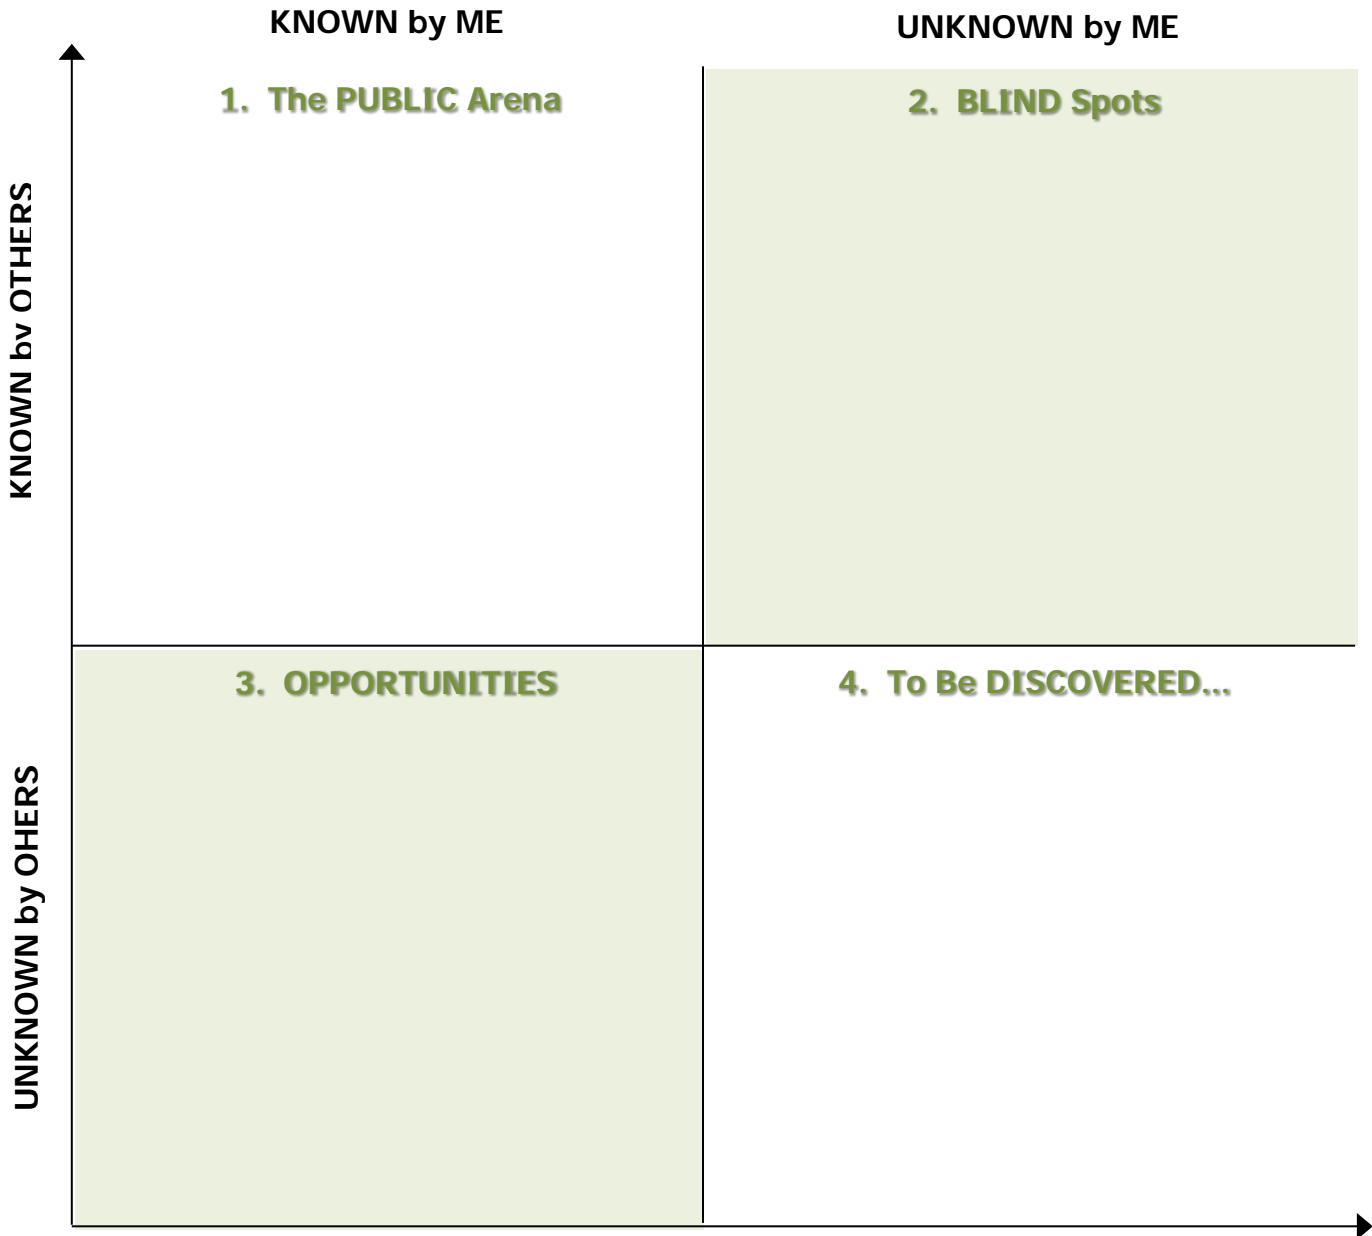 KNOWN by ME
UNKNOWN by ME
1. The PUBLIC Arena
2. BLIND Spots
KNOWN by OTHERS
3. OPPORTUNITIES
4. To Be DISCOVERED...
UNKNOWN by OHERS